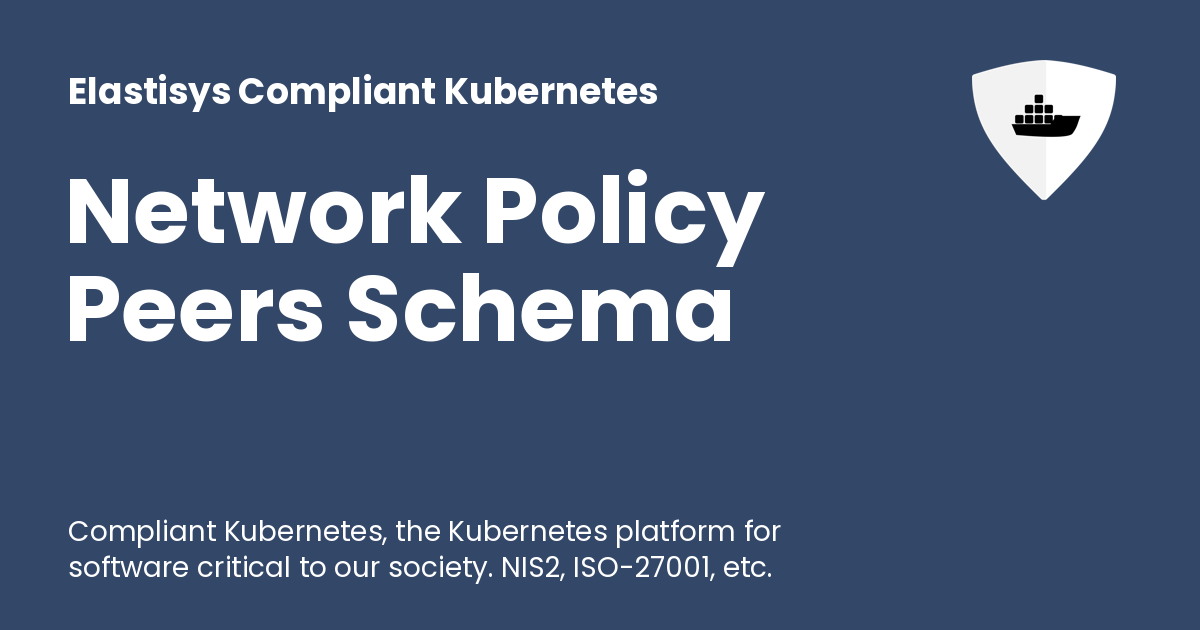 Elastisys Compliant Kubernetes
Network Policy
Peers Schema
Compliant Kubernetes, the Kubernetes platform for
software critical to our society. NIS2, ISO-27001, etc.